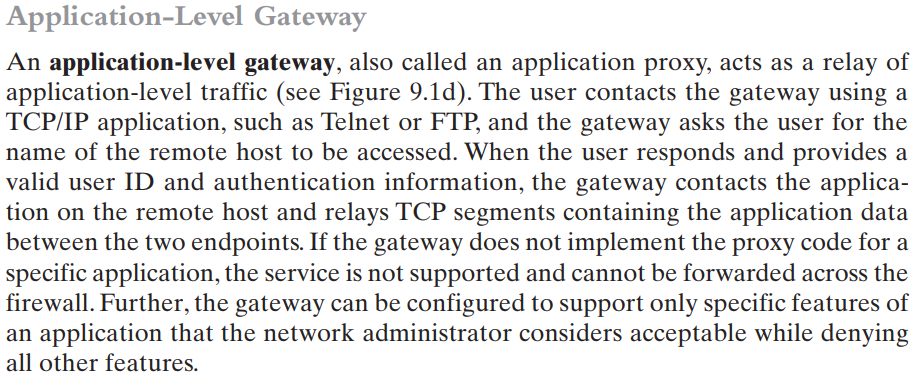 Application-Level Gateway
An application-level gateway, also called an application proxy, acts as a relay of
application-level traffic (see Figure 9.1d). The user contacts the gateway using a
TCP/IP application, such as Telnet or FTP, and the gateway asks the user for the
name of the remote host to be accessed. When the user responds and provides a
valid user ID and authentication information, the gateway contacts the applica-
tion on the remote host and relays TCP segments containing the application data
between the two endpoints. If the gateway does not implement the proxy code for a
specific application, the service is not supported and cannot be forwarded across the
firewall. Further, the gateway can be configured to support only specific features of
an application that the network administrator considers acceptable while denying
all other features.